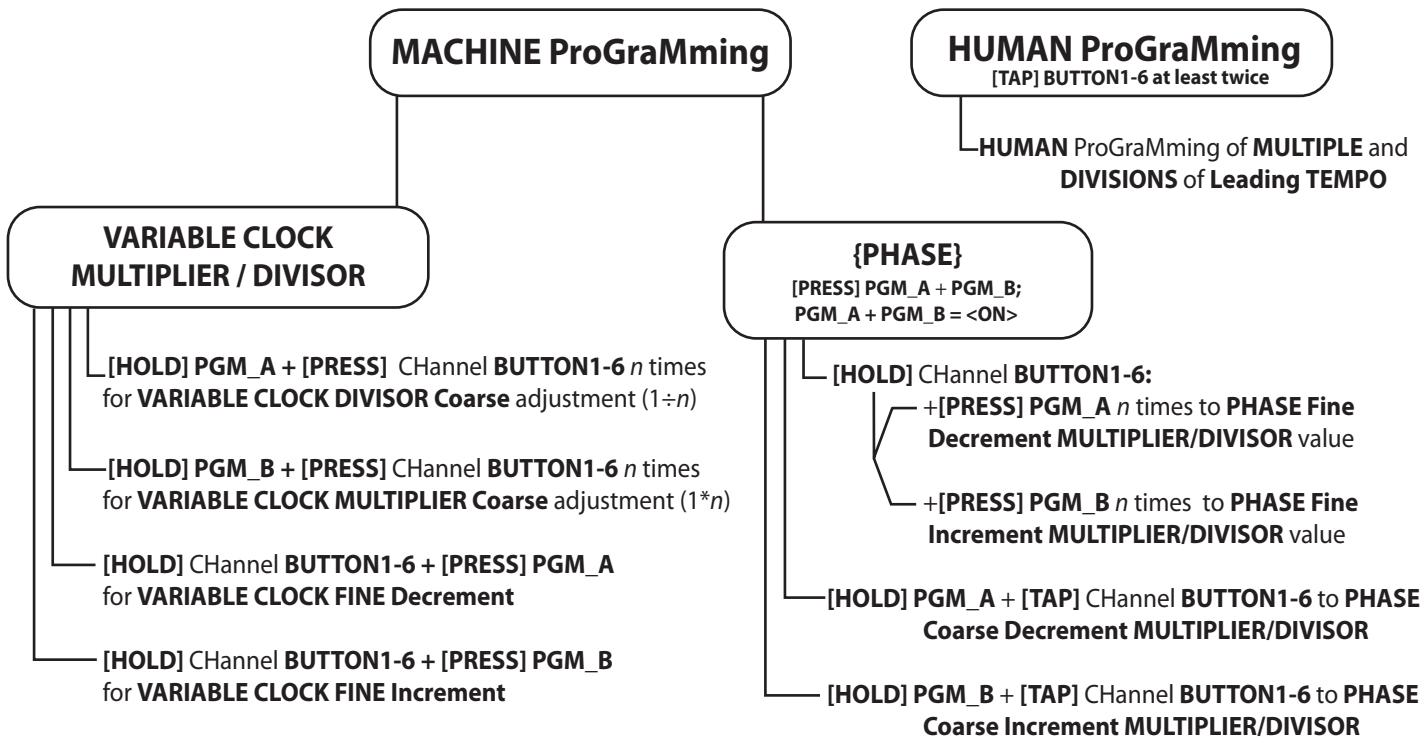 MACHINE ProGraMming
HUMAN ProGraMming
[TAP] BUTTON1-6 at least twice
HUMAN ProGraMming of MULTIPLE and
DIVISIONS of Leading TEMPO
VARIABLE CLOCK
MULTIPLIER / DIVISOR
[HOLD] PGM_A + [PRESS] CHannel BUTTON1-6 n times
for VARIABLE CLOCK DIVISOR Coarse adjustment (1÷n)
[HOLD] PGM_B + [PRESS] CHannel BUTTON1-6 n times
for VARIABLE CLOCK MULTIPLIER Coarse adjustment (1*n)
[HOLD] CHannel BUTTON1-6 + [PRESS] PGM_A
for VARIABLE CLOCK FINE Decrement
[HOLD] CHannel BUTTON1-6 + [PRESS] PGM_B
for VARIABLE CLOCK FINE Increment
{PHASE}
[PRESS] PGM_A + PGM_B;
PGM_A + PGM_B = <ON>
[HOLD] CHannel BUTTON1-6:
+[PRESS] PGM_A n times to PHASE Fine
Decrement MULTIPLIER/DIVISOR value
+[PRESS] PGM_B n times to PHASE Fine
Increment MULTIPLIER/DIVISOR value
[HOLD] PGM_A + [TAP] CHannel BUTTON1-6 to PHASE
Coarse Decrement MULTIPLIER/DIVISOR
[HOLD] PGM_B + [TAP] CHannel BUTTON1-6 to PHASE
Coarse Increment MULTIPLIER/DIVISOR